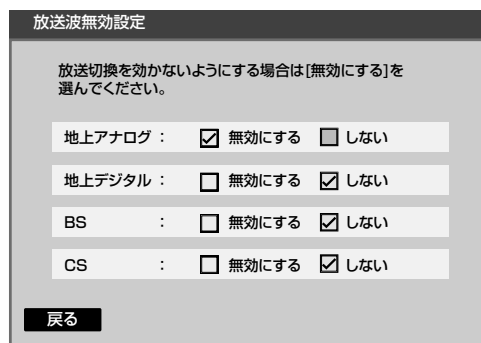 放送波無効設定
放送切換を効かないようにする場合は[無効にする]を
選んでください。
地上アナログ： 無効にする しない
地上デジタル： 無効にする しない
BS ： 無効にする しない
CS ： 無効にする しない
戻る